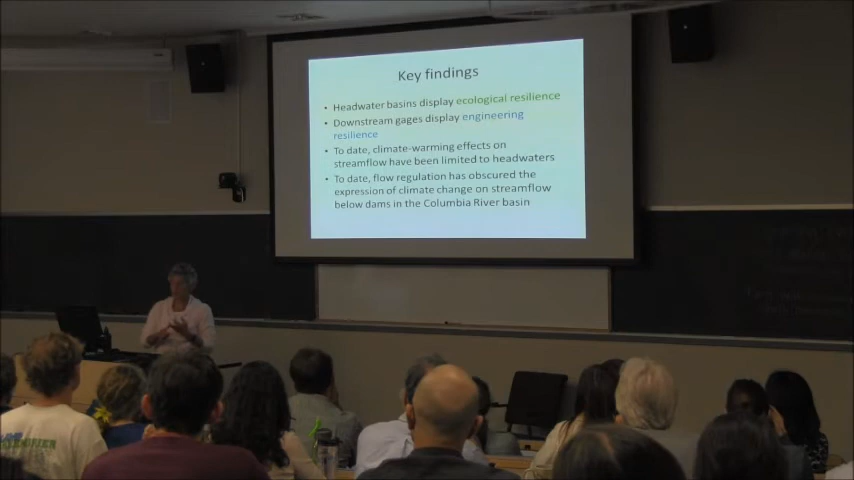 Key findings
• Headwater basins display ecological resilience
• Downstream gages display engineering
resilience
• To date, climate-warming effects on
streamflow have been limited to headwaters
• To date, flow regulation has obscured the
expression of climate change on streamflow
below dams in the Columbia River basin